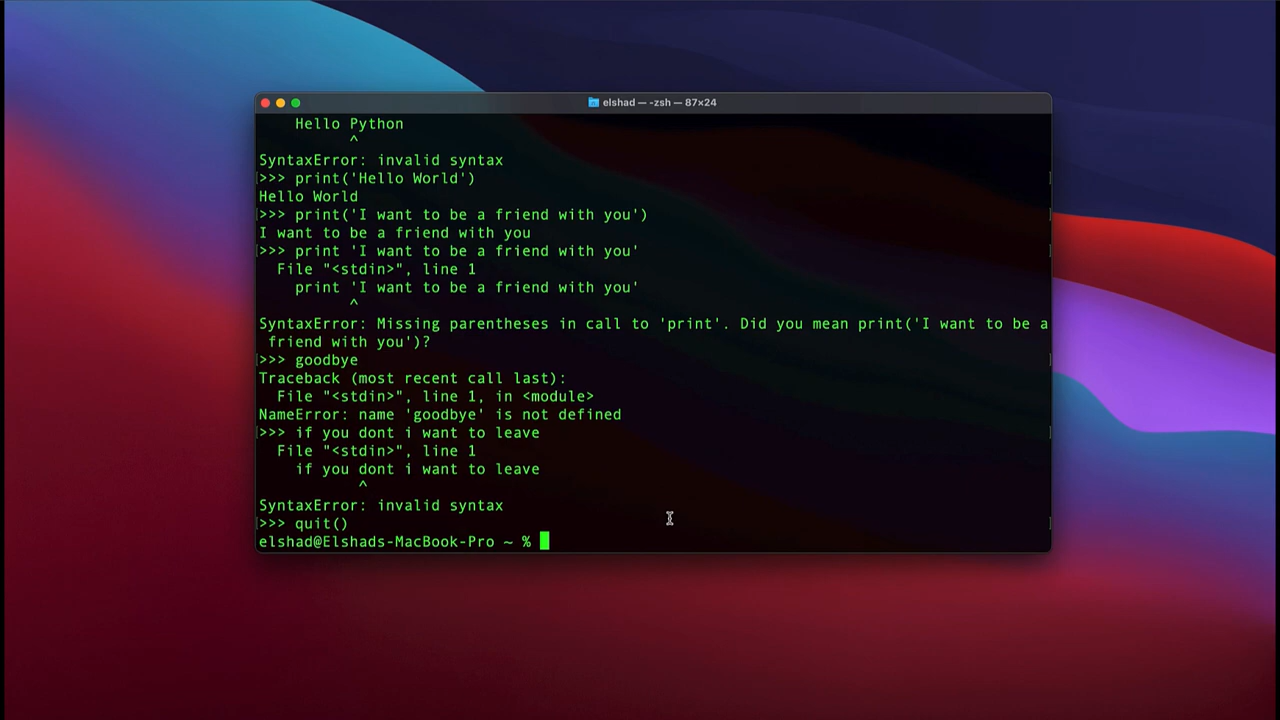 elshad — -zsh — 87×24
    Hello Python
          ^
SyntaxError: invalid syntax
>>> print('Hello World')
Hello World
>>> print('I want to be a friend with you')
I want to be a friend with you
>>> print 'I want to be a friend with you'
  File "<stdin>", line 1
    print 'I want to be a friend with you'
          ^
SyntaxError: Missing parentheses in call to 'print'. Did you mean print('I want to be a
 friend with you')?
>>> goodbye
Traceback (most recent call last):
  File "<stdin>", line 1, in <module>
NameError: name 'goodbye' is not defined
>>> if you dont i want to leave
  File "<stdin>", line 1
    if you dont i want to leave
           ^
SyntaxError: invalid syntax
>>> quit()
elshad@Elshads-MacBook-Pro ~ %